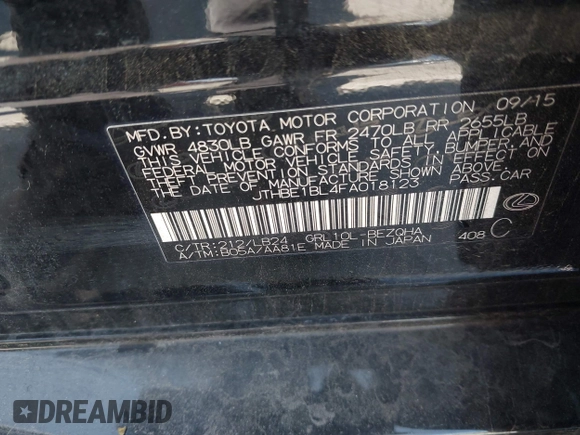 MFD.BY:TOYOTA MOTOR CORPORATION 09/15
GVWR 4830LB GAWR FR 2470LB RR 2655LB
THIS VEHICLE CONFORMS TO ALL APPLICABLE
FEDERAL MOTOR VEHICLE SAFETY, BUMPER, AND
THEFT PREVENTION STANDARDS IN EFFECT ON
THE DATE OF MANUFACTURE SHOWN ABOVE.
JTHBE1BL4FA018123 PASS.CAR
C/TR:212/LB24 GRL10L-BEZQHA
A/TM:B05A/AA81E MADE IN JAPAN 408 C
DREAMBID